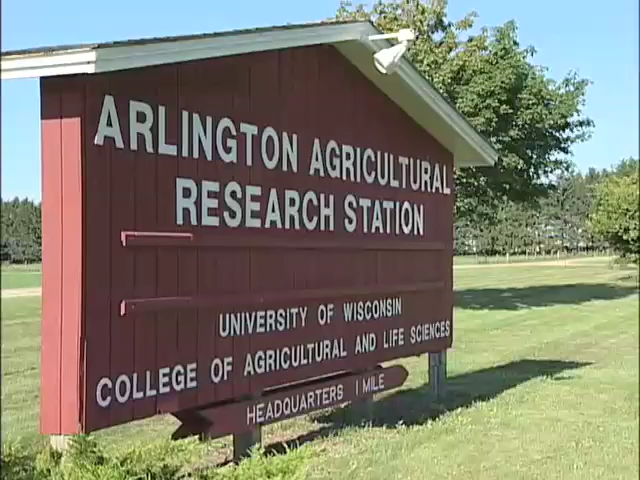 ARLINGTON AGRICULTURAL
RESEARCH STATION
UNIVERSITY OF WISCONSIN
COLLEGE OF AGRICULTURAL AND LIFE SCIENCES
HEADQUARTERS 1 MILE